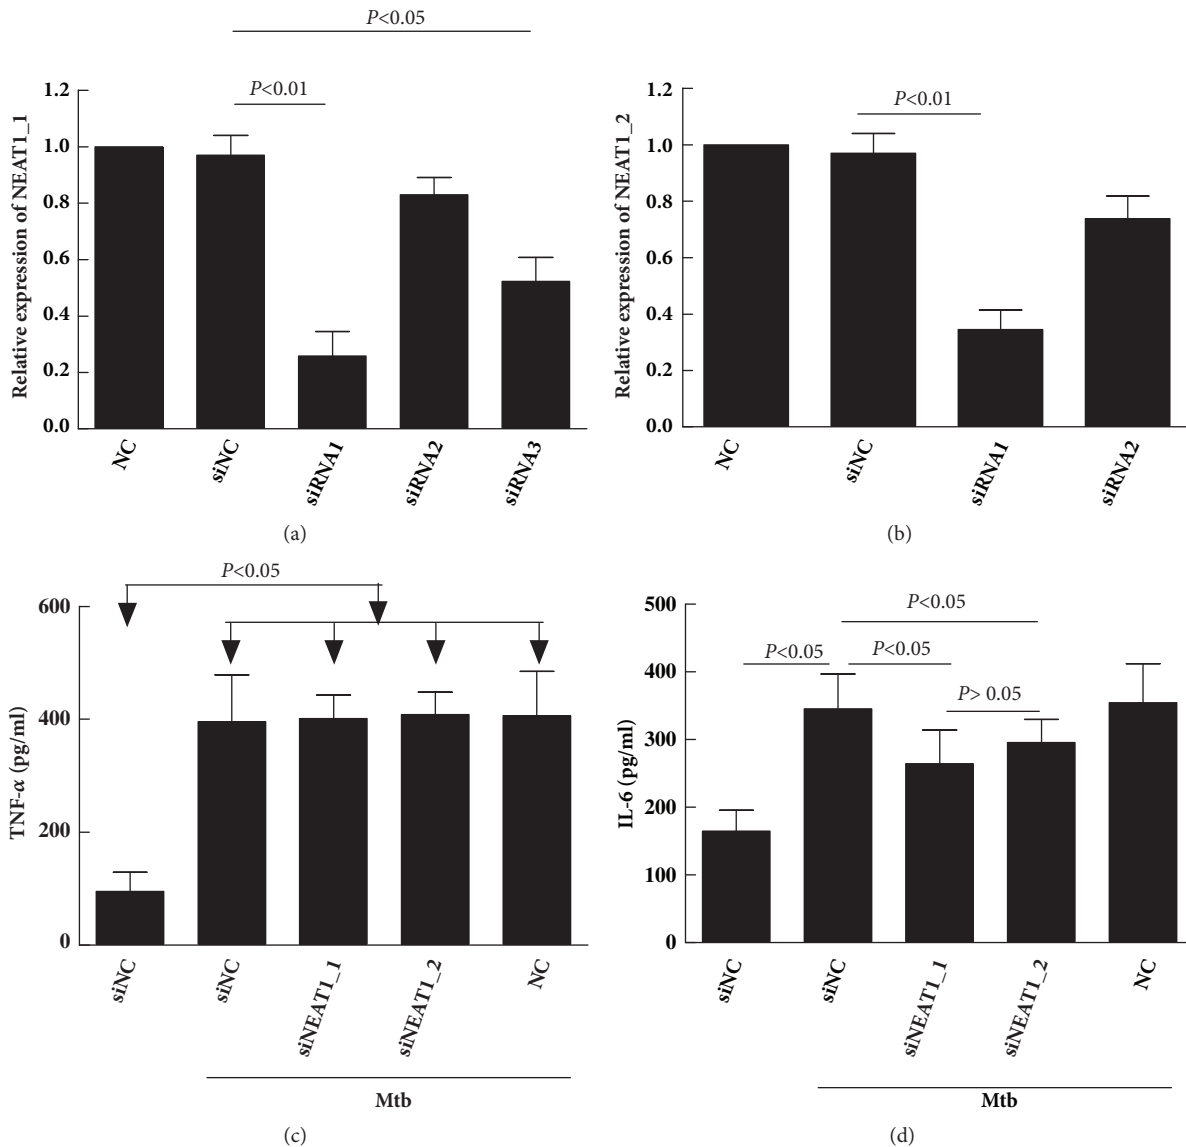 P<0.05
P<0.01
Relative expression of NEAT1_1
1.2
1.0
0.8
0.6
0.4
0.2
0.0
NC
siNC
siRNA1
siRNA2
siRNA3
(a)
P<0.01
Relative expression of NEAT1_2
1.2
1.0
0.8
0.6
0.4
0.2
0.0
NC
siNC
siRNA1
siRNA2
(b)
P<0.05
TNF-α (pg/ml)
600
400
200
0
siNC
siNC
siNEAT1_1
siNEAT1_2
NC
Mtb
(c)
P<0.05
P<0.05
P<0.05
P> 0.05
IL-6 (pg/ml)
500
400
300
200
100
0
siNC
siNC
siNEAT1_1
siNEAT1_2
NC
Mtb
(d)